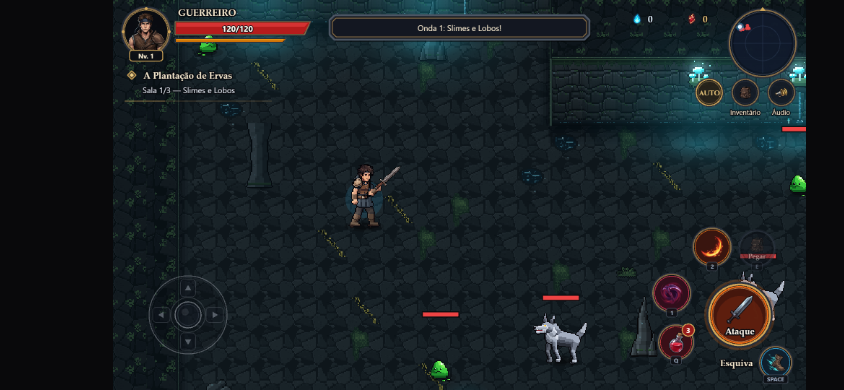 GUERREIRO
120/120
Nv. 1
Onda 1: Slimes e Lobos!
0
0
A Plantação de Ervas
Sala 1/3 — Slimes e Lobos
AUTO
Inventário
Áudio
2
Pegar
1
3
Q
Ataque
Esquiva
SPACE